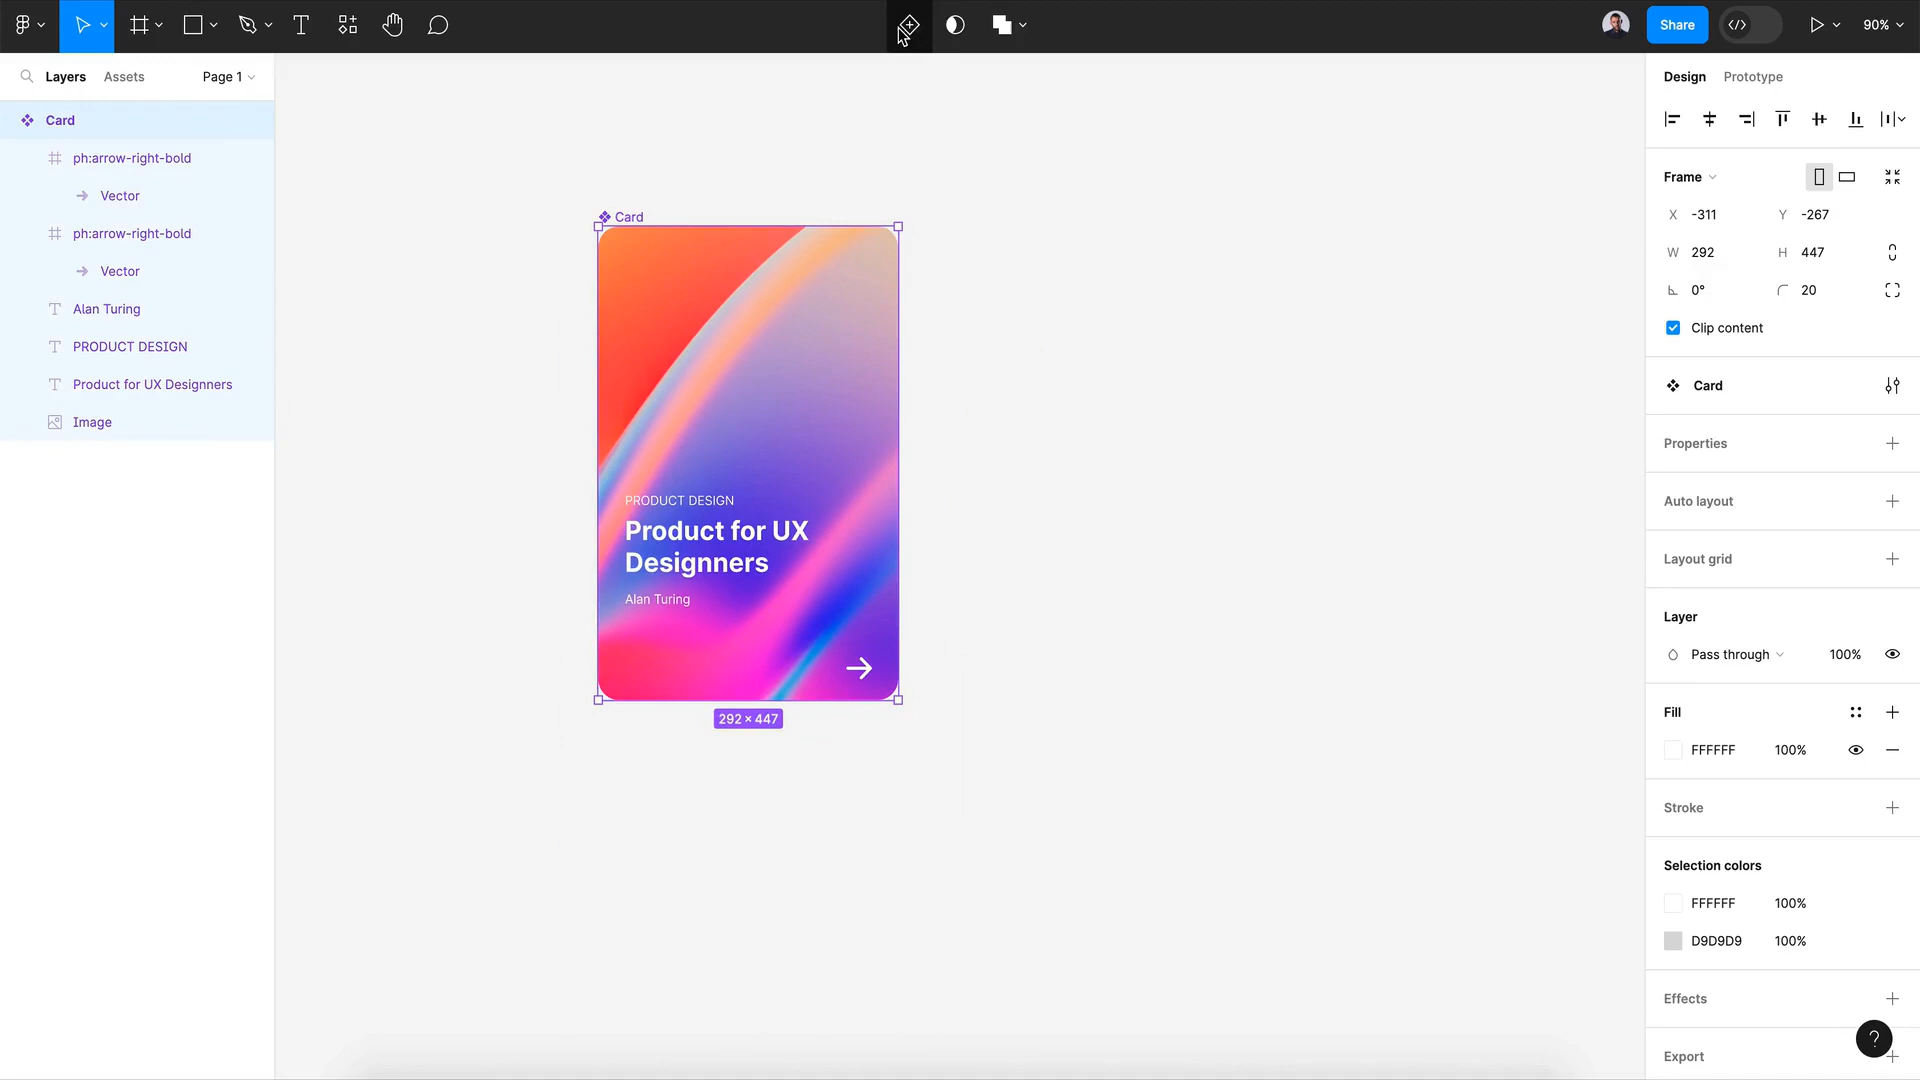 Share
90%
Layers
Assets
Page 1
Card
ph:arrow-right-bold
Vector
ph:arrow-right-bold
Vector
Alan Turing
PRODUCT DESIGN
Product for UX Designners
Image
Card
PRODUCT DESIGN
Product for UX
Designners
Alan Turing
292 × 447
Design
Prototype
Frame
X -311
Y -267
W 292
H 447
0°
20
Clip content
Card
Properties
Auto layout
Layout grid
Layer
Pass through
100%
Fill
FFFFFF
100%
Stroke
Selection colors
FFFFFF
100%
D9D9D9
100%
Effects
Export
?